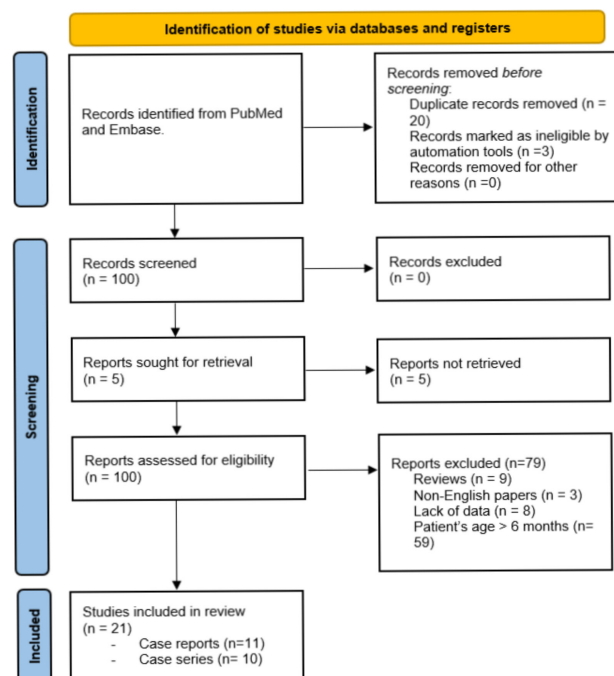 Identification of studies via databases and registers
Identification
Records identified from PubMed
and Embase.
Records removed before
screening:
Duplicate records removed (n =
20)
Records marked as ineligible by
automation tools (n =3)
Records removed for other
reasons (n =0)
Screening
Records screened
(n = 100)
Records excluded
(n = 0)
Reports sought for retrieval
(n = 5)
Reports not retrieved
(n = 5)
Reports assessed for eligibility
(n = 100)
Reports excluded (n=79)
Reviews (n = 9)
Non-English papers (n = 3)
Lack of data (n = 8)
Patient's age > 6 months (n=
59)
Included
Studies included in review
(n = 21)
- Case reports (n=11)
- Case series (n= 10)